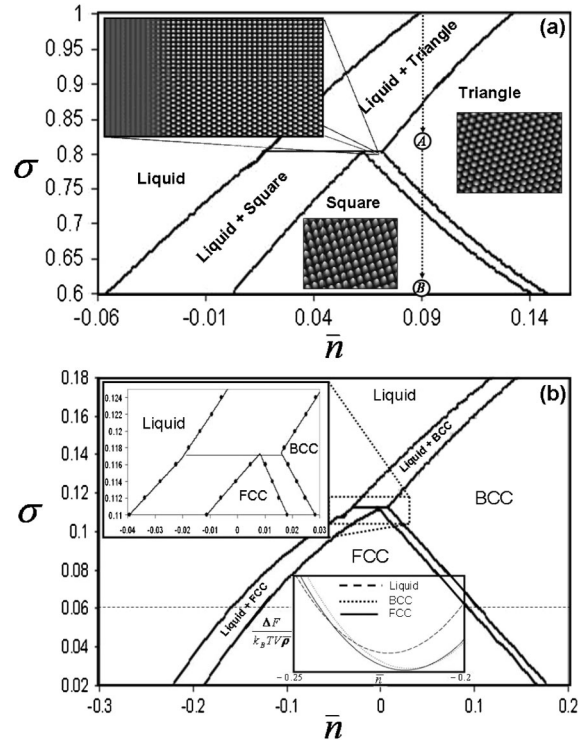 (a)
1
0.95
0.9
0.85
0.8
0.75
0.7
0.65
0.6
σ
Liquid + Triangle
Triangle
A
Liquid
Liquid + Square
Square
B
-0.06
-0.01
0.04
0.09
0.14
n̄
(b)
0.18
0.16
0.14
0.12
0.1
0.08
0.06
0.04
0.02
σ
0.124
0.122
0.120
0.118
0.116
0.114
0.112
0.11
Liquid
BCC
FCC
-0.04
-0.03
-0.02
-0.01
0
0.01
0.02
0.03
Liquid
Liquid + BCC
BCC
FCC
Liquid + FCC
Liquid
BCC
FCC
ΔF
k_B TVρ̄
-0.25
n̄
-0.2
-0.3
-0.2
-0.1
0
0.1
0.2
n̄